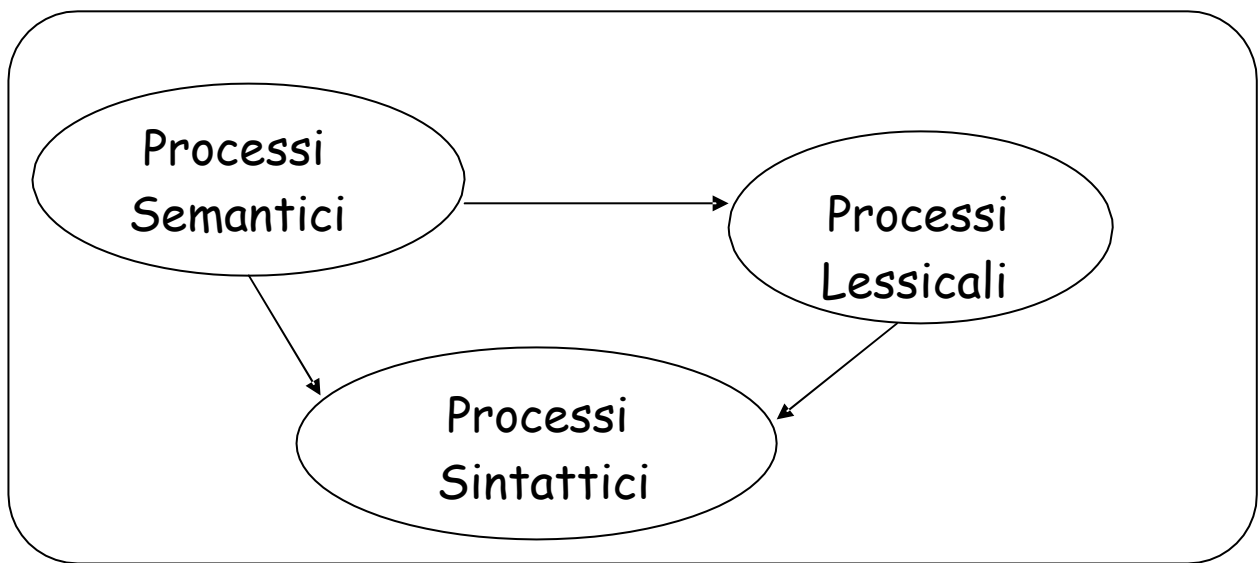 Processi
Semantici
Processi
Lessicali
Processi
Sintattici